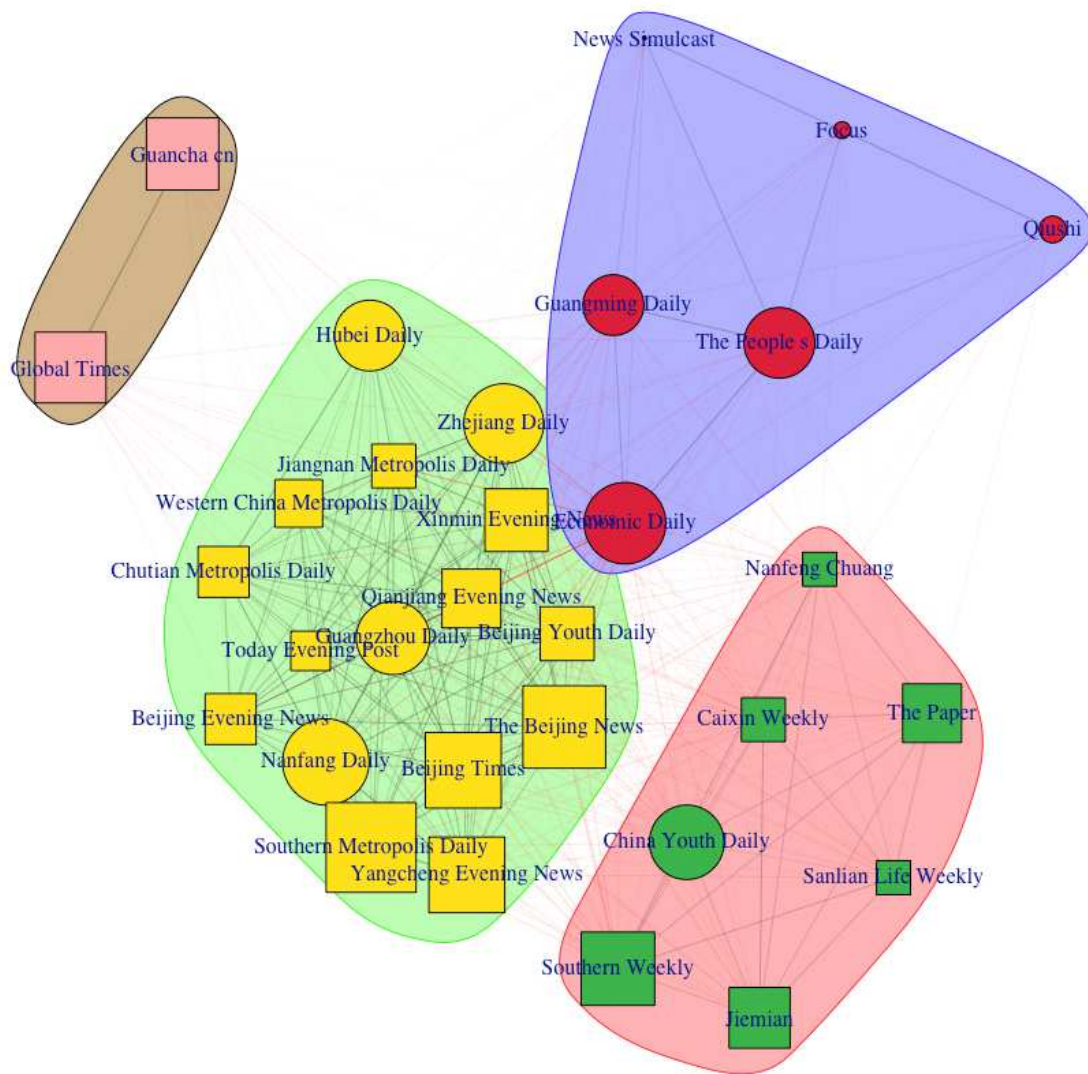 News Simulcast
Focus
Guancha cn
Qiushi
Guangming Daily
Hubei Daily
The People s Daily
Global Times
Zhejiang Daily
Jiangnan Metropolis Daily
Western China Metropolis Daily
Xinmin Evening News
Economic Daily
Chutian Metropolis Daily
Nanfeng Chuang
Qianjiang Evening News
Guangzhou Daily
Beijing Youth Daily
Today Evening Post
Beijing Evening News
The Beijing News
Caixin Weekly
The Paper
Nanfang Daily
Beijing Times
China Youth Daily
Southern Metropolis Daily
Yangcheng Evening News
Sanlian Life Weekly
Southern Weekly
Jiemian